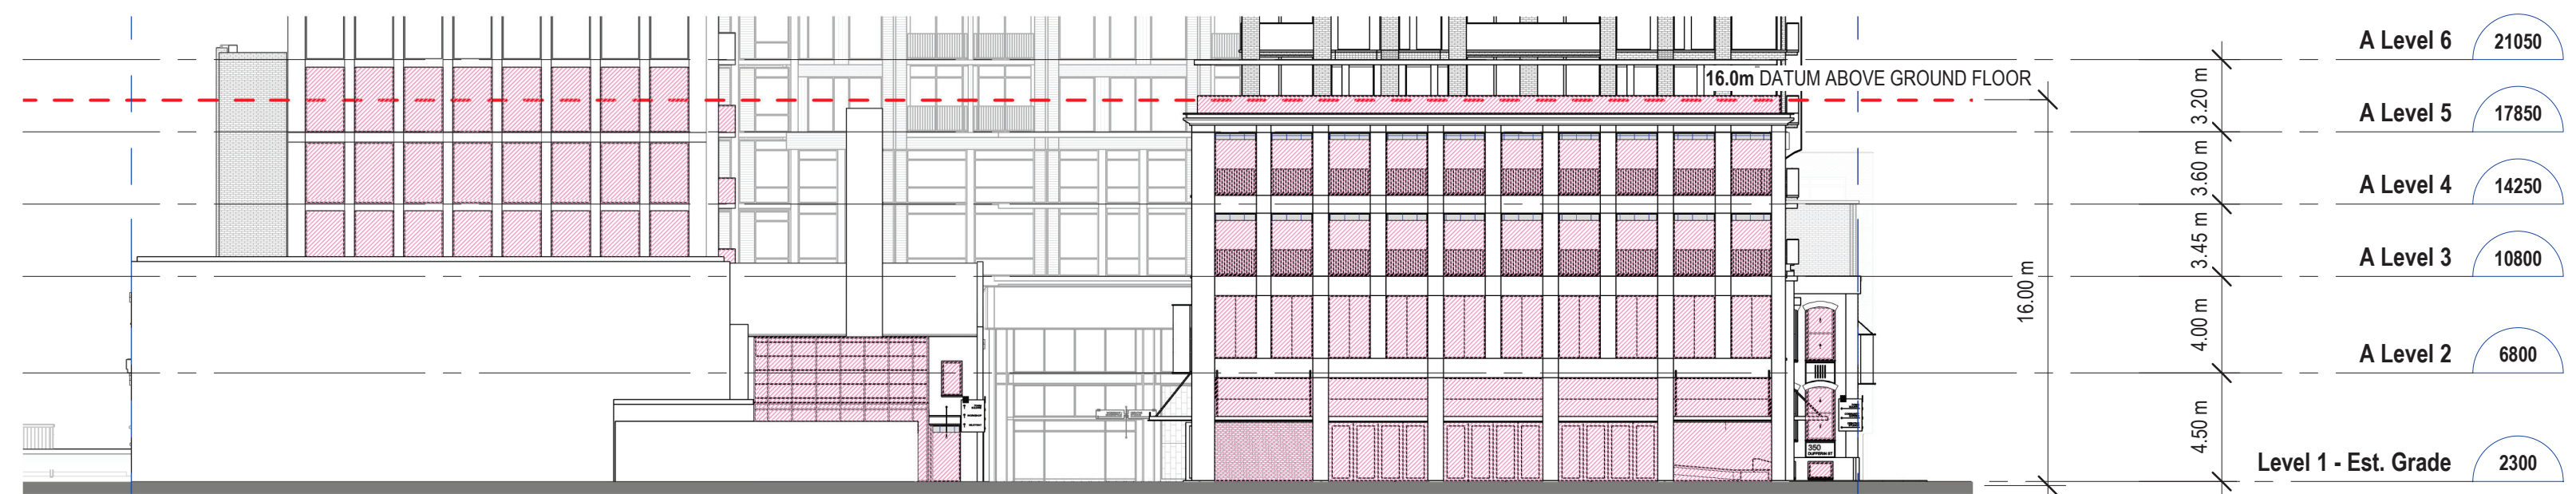 A Level 6 21050
16.0m DATUM ABOVE GROUND FLOOR
3.20 m
A Level 5 17850
3.60 m
A Level 4 14250
3.45 m
A Level 3 10800
16.00 m
4.00 m
A Level 2 6800
4.50 m
350
DUFFERIN ST
Level 1 - Est. Grade 2300